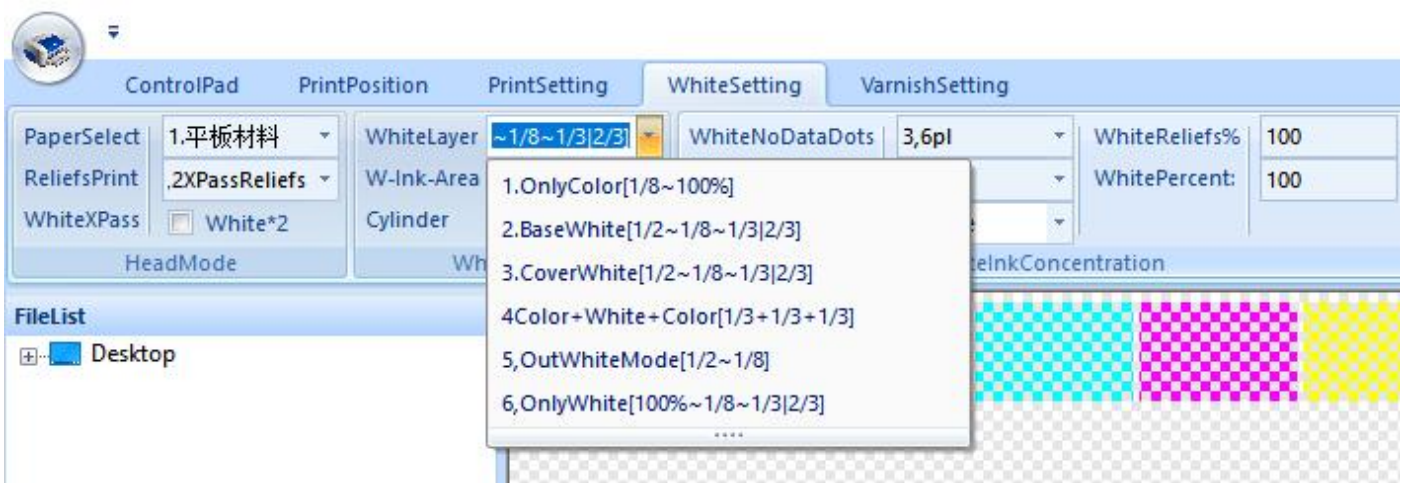 ControlPad PrintPosition PrintSetting WhiteSetting VarnishSetting
PaperSelect 1.平板材料 WhiteLayer ~1/8~1/3|2/3] WhiteNoDataDots 3,6pl WhiteReliefs% 100
ReliefsPrint ,2XPassReliefs W-Ink-Area WhitePercent: 100
WhiteXPass White*2 Cylinder
HeadMode
1.OnlyColor[1/8~100%]
2.BaseWhite[1/2~1/8~1/3|2/3]
3.CoverWhite[1/2~1/8~1/3|2/3]
4Color+White+Color[1/3+1/3+1/3]
5,OutWhiteMode[1/2~1/8]
6,OnlyWhite[100%~1/8~1/3|2/3]
FileList
Desktop